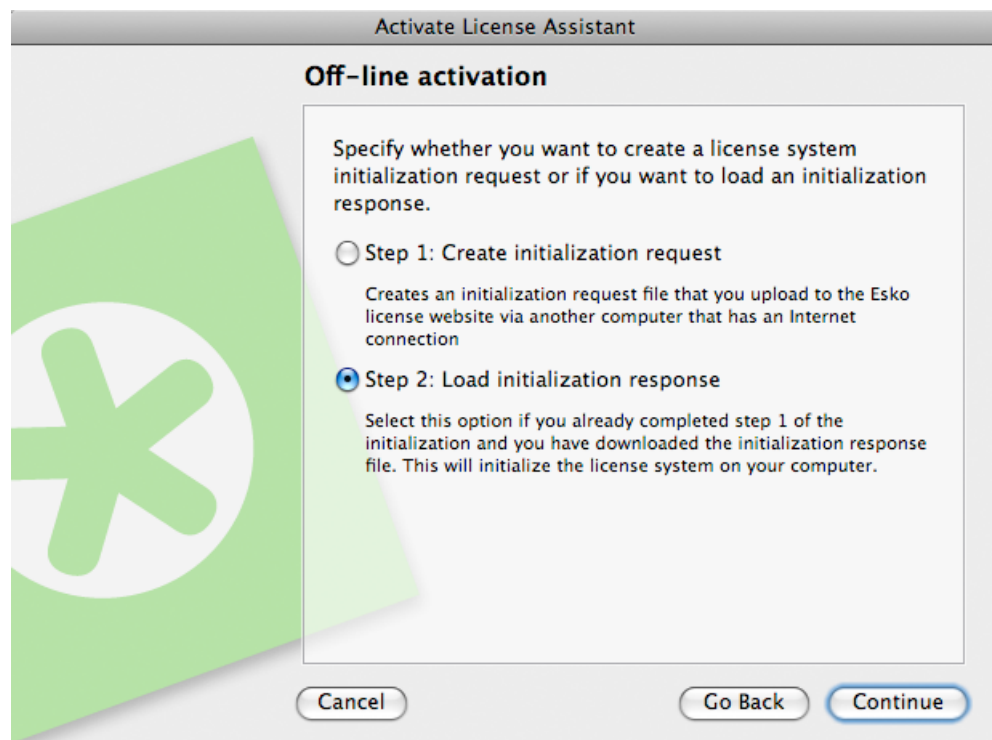 Activate License Assistant
Off-line activation
Specify whether you want to create a license system
initialization request or if you want to load an initialization
response.
Step 1: Create initialization request
Creates an initialization request file that you upload to the Esko
license website via another computer that has an Internet
connection
Step 2: Load initialization response
Select this option if you already completed step 1 of the
initialization and you have downloaded the initialization response
file. This will initialize the license system on your computer.
Cancel
Go Back
Continue